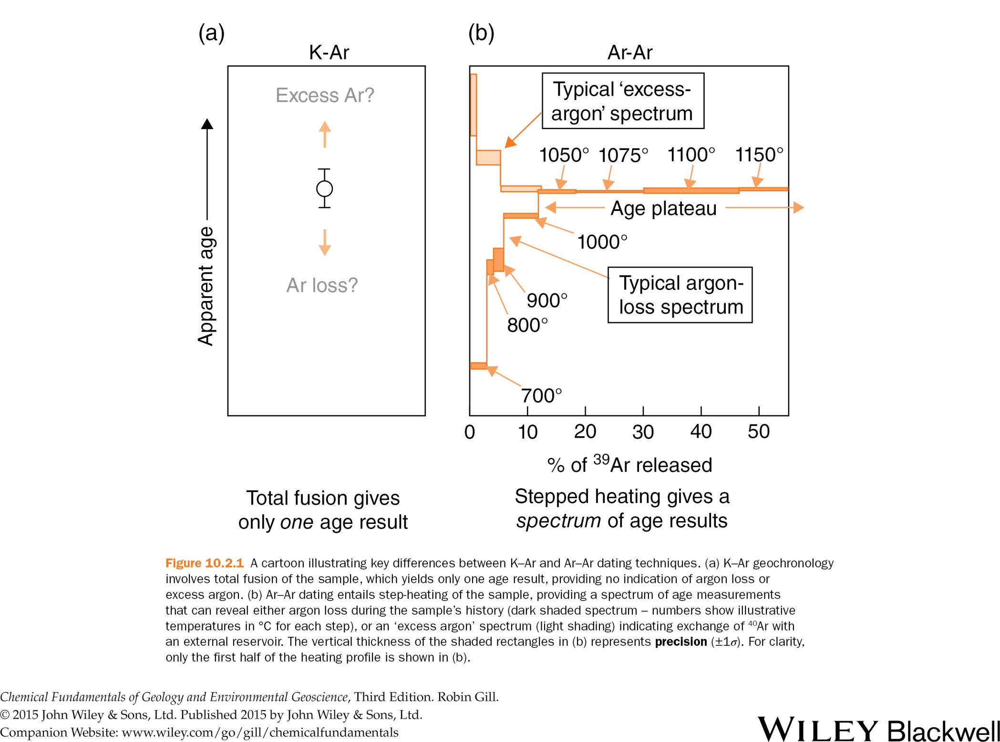 (a)
K-Ar
Excess Ar?
Ar loss?
Apparent age
Total fusion gives
only one age result
(b)
Ar-Ar
Typical ‘excess-
argon’ spectrum
1050° 1075° 1100° 1150°
Age plateau
1000°
Typical argon-
loss spectrum
900°
800°
700°
0 10 20 30 40 50
% of ³⁹Ar released
Stepped heating gives a
spectrum of age results
Figure 10.2.1 A cartoon illustrating key differences between K–Ar and Ar–Ar dating techniques. (a) K–Ar geochronology
involves total fusion of the sample, which yields only one age result, providing no indication of argon loss or
excess argon. (b) Ar–Ar dating entails step-heating of the sample, providing a spectrum of age measurements
that can reveal either argon loss during the sample’s history (dark shaded spectrum – numbers show illustrative
temperatures in °C for each step), or an ‘excess argon’ spectrum (light shading) indicating exchange of ⁴⁰Ar with
an external reservoir. The vertical thickness of the shaded rectangles in (b) represents precision (±1σ). For clarity,
only the first half of the heating profile is shown in (b).
Chemical Fundamentals of Geology and Environmental Geoscience, Third Edition. Robin Gill.
© 2015 John Wiley & Sons, Ltd. Published 2015 by John Wiley & Sons, Ltd.
Companion Website: www.wiley.com/go/gill/chemicalfundamentals
WILEY Blackwell